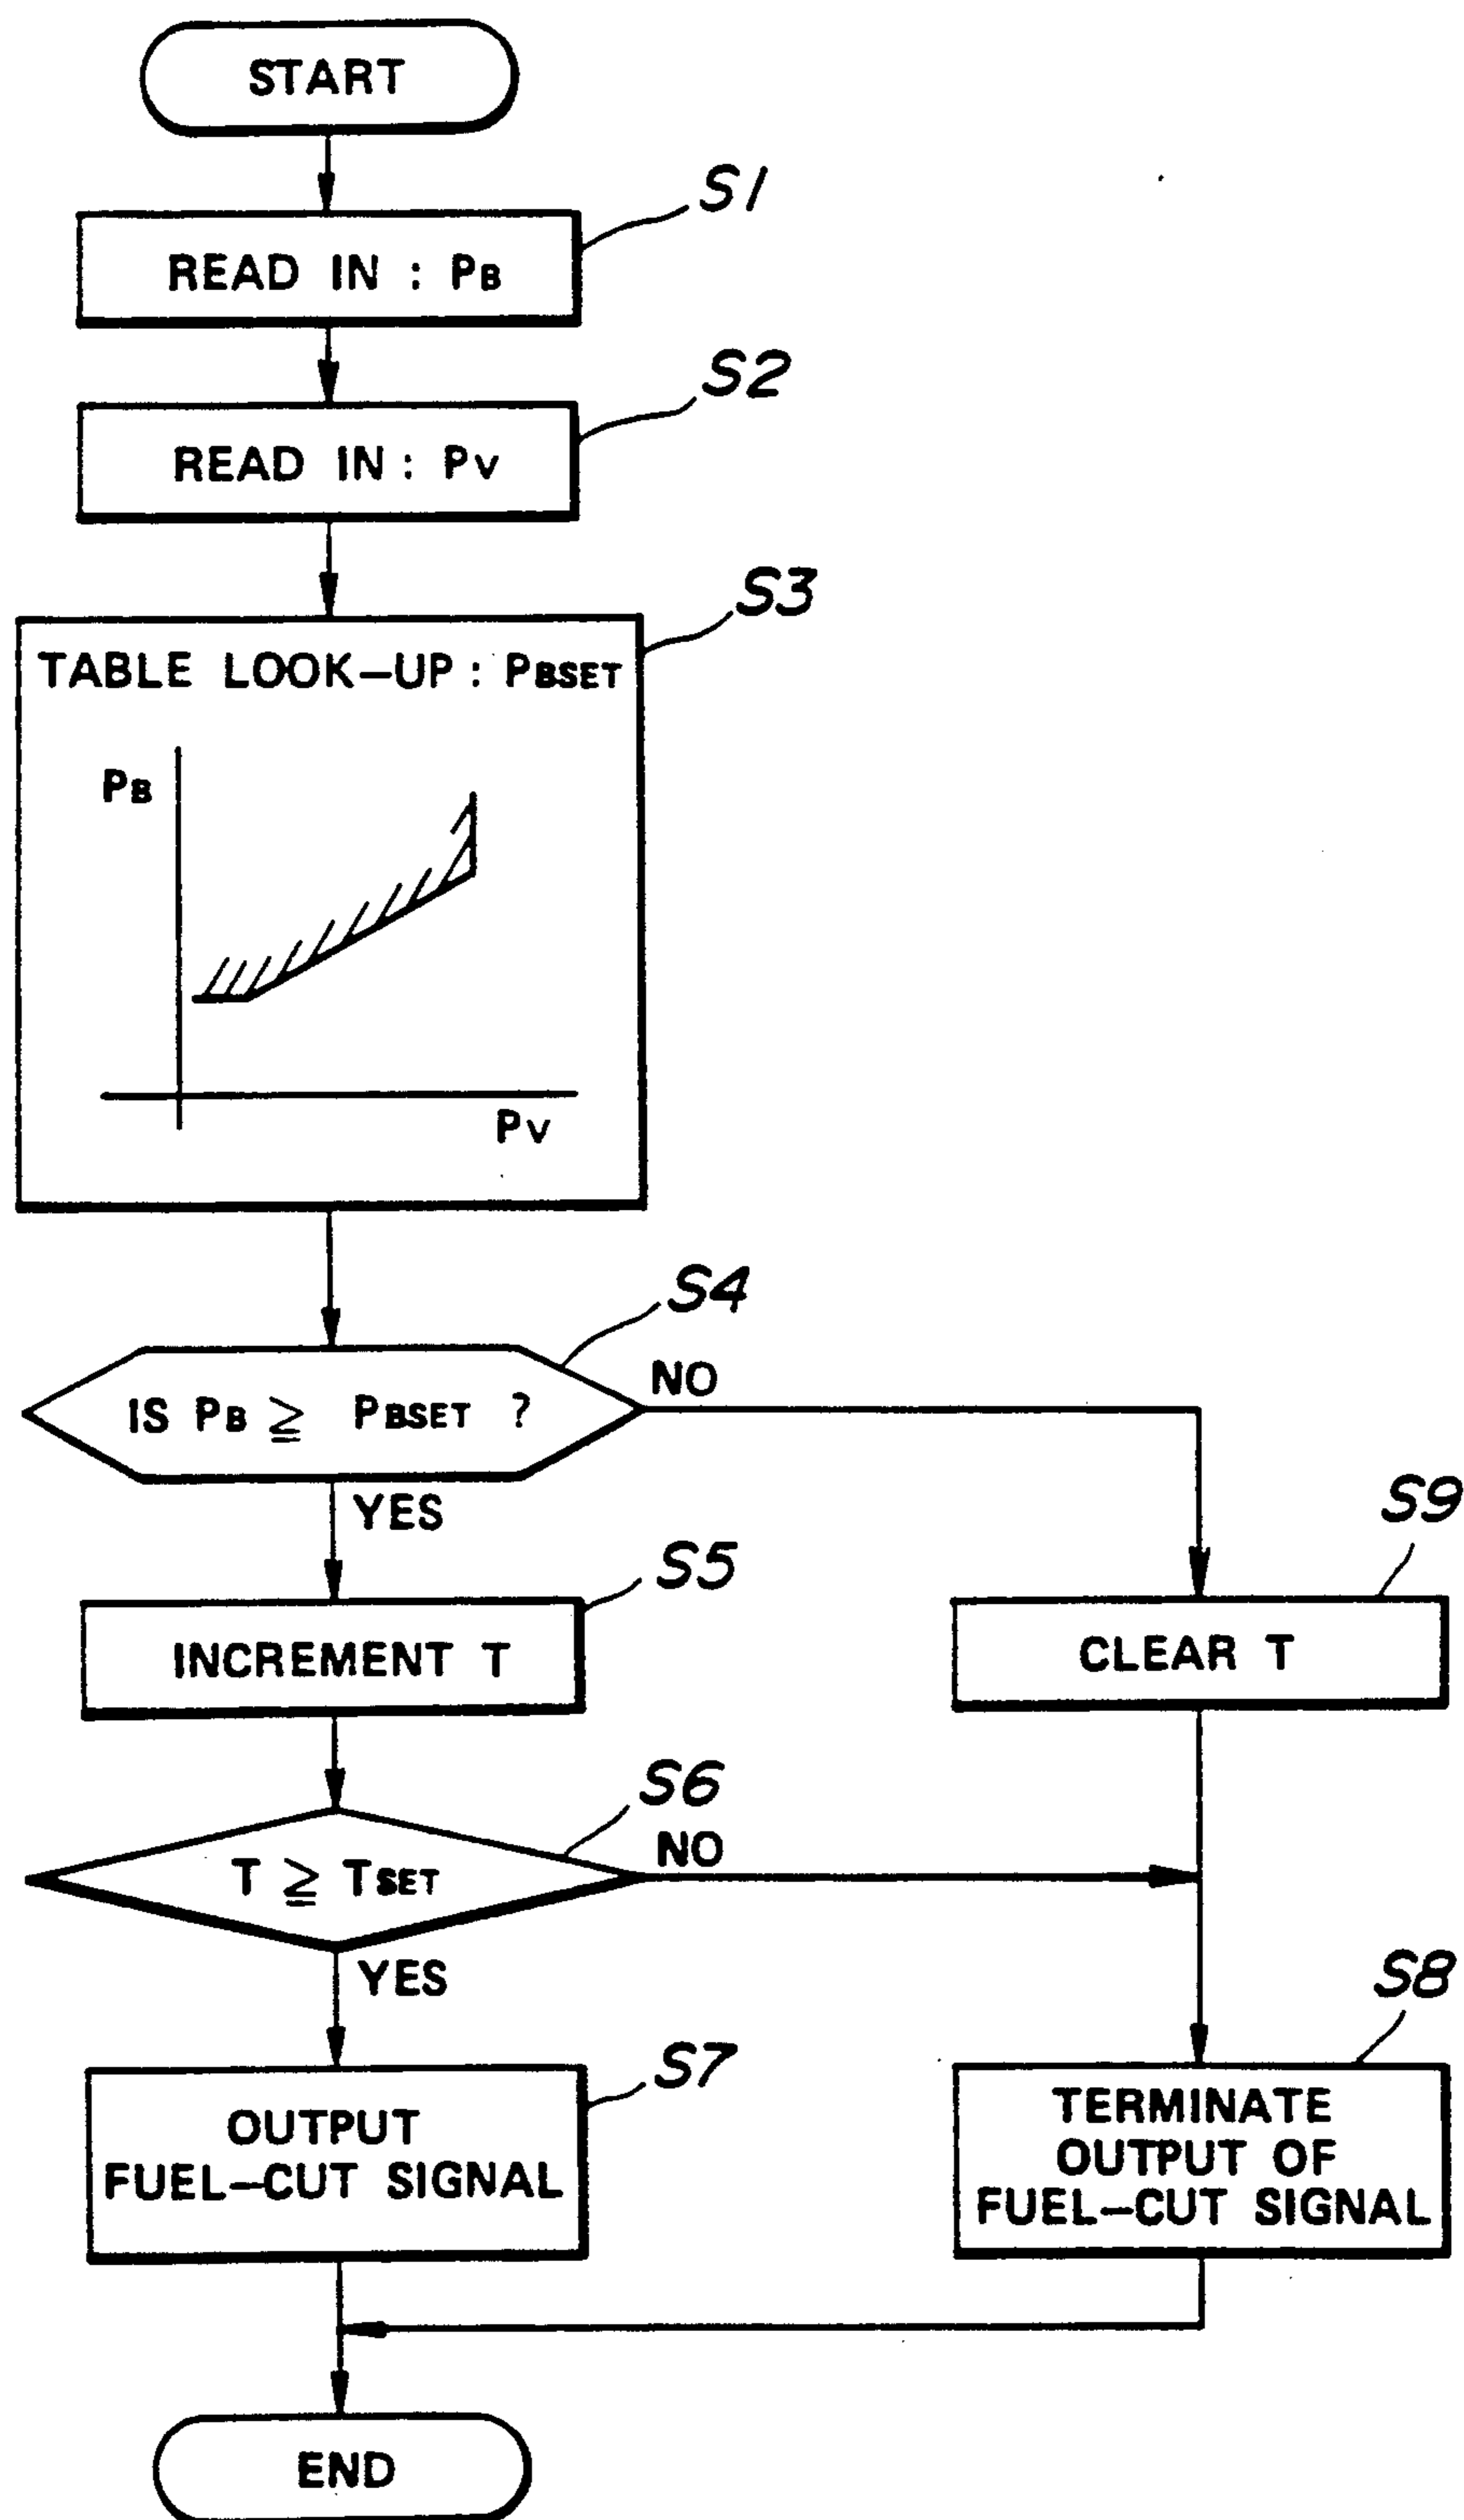 START
S1
READ IN : PB
S2
READ IN : PV
S3
TABLE LOOK-UP : PBSET
PB
PV
S4
IS PB ≧ PBSET ?
NO
YES
S9
S5
INCREMENT T
CLEAR T
S6
NO
T ≧ TSET
YES
S8
S7
OUTPUT
FUEL-CUT SIGNAL
TERMINATE
OUTPUT OF
FUEL-CUT SIGNAL
END